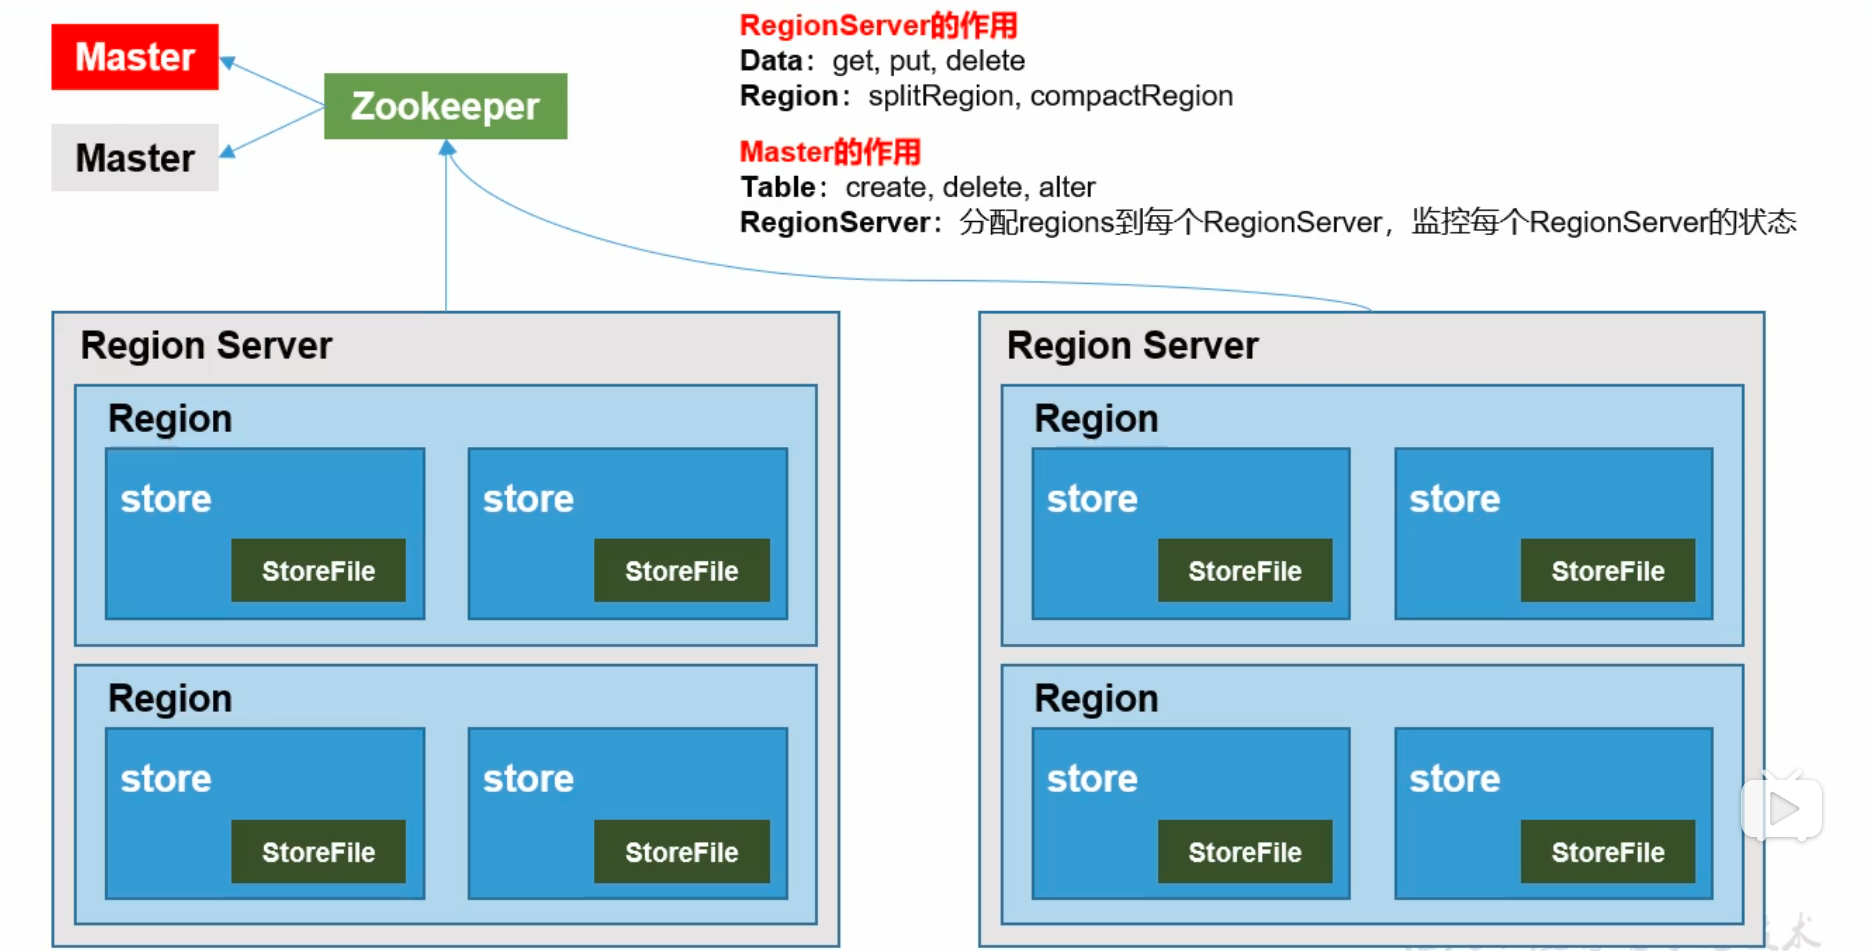 Master
Master
Zookeeper
RegionServer的作用
Data：get, put, delete
Region：splitRegion, compactRegion
Master的作用
Table：create, delete, alter
RegionServer：分配regions到每个RegionServer，监控每个RegionServer的状态
Region Server
Region
store
StoreFile
store
StoreFile
Region
store
StoreFile
store
StoreFile
Region Server
Region
store
StoreFile
store
StoreFile
Region
store
StoreFile
store
StoreFile